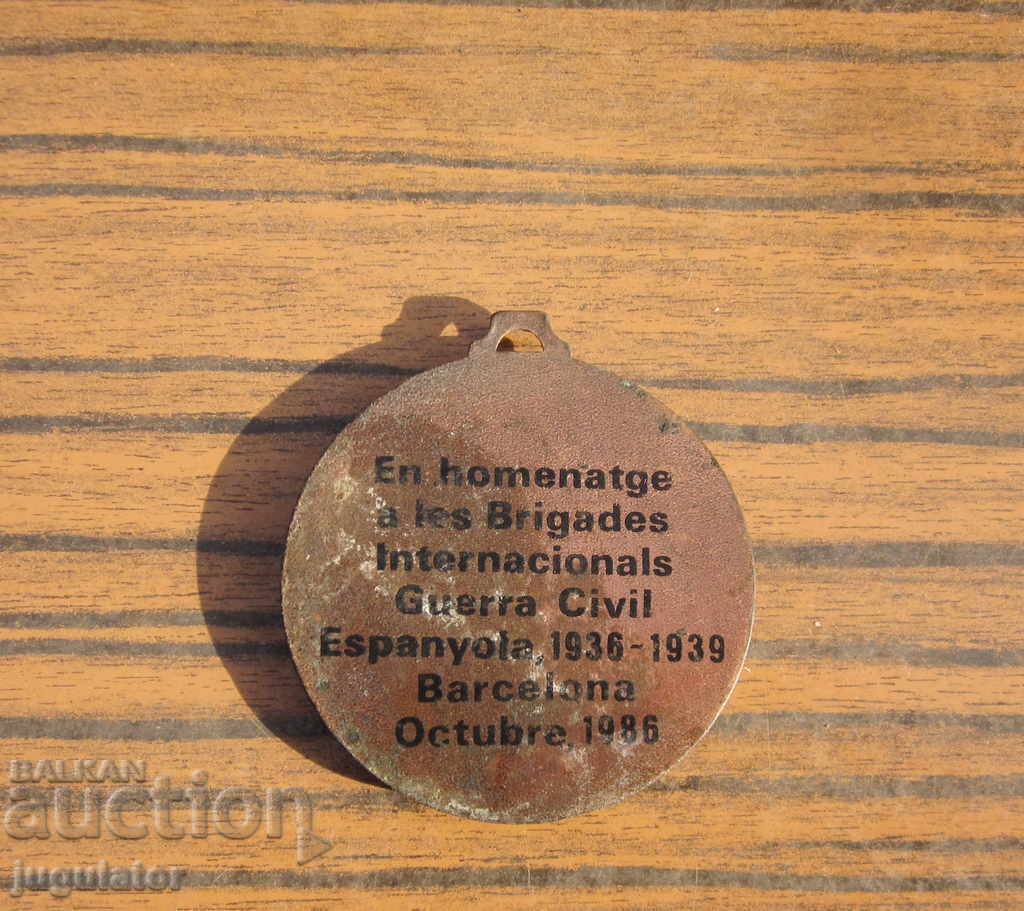 En homenatge
a les Brigades
Internacionals
Guerra Civil
Espanyola, 1936-1939
Barcelona
Octubre, 1986
BALKAN
auction
jugulator